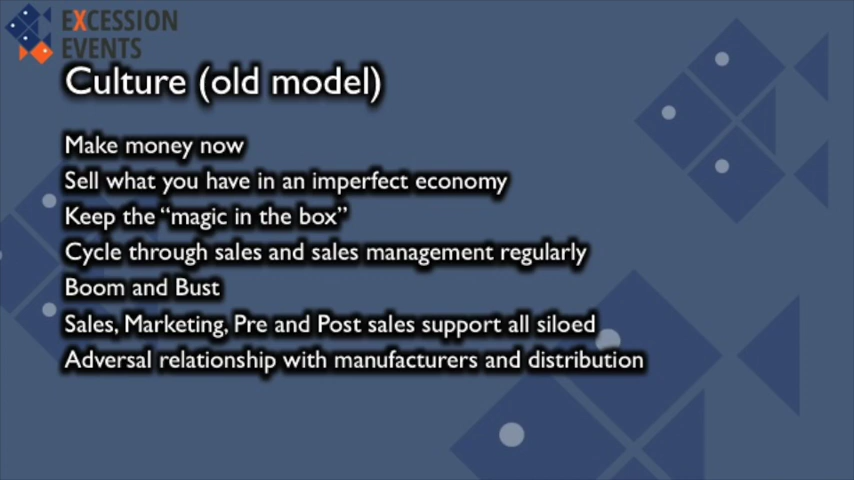 EXCESSION
EVENTS
Culture (old model)
Make money now
Sell what you have in an imperfect economy
Keep the “magic in the box”
Cycle through sales and sales management regularly
Boom and Bust
Sales, Marketing, Pre and Post sales support all siloed
Adversal relationship with manufacturers and distribution